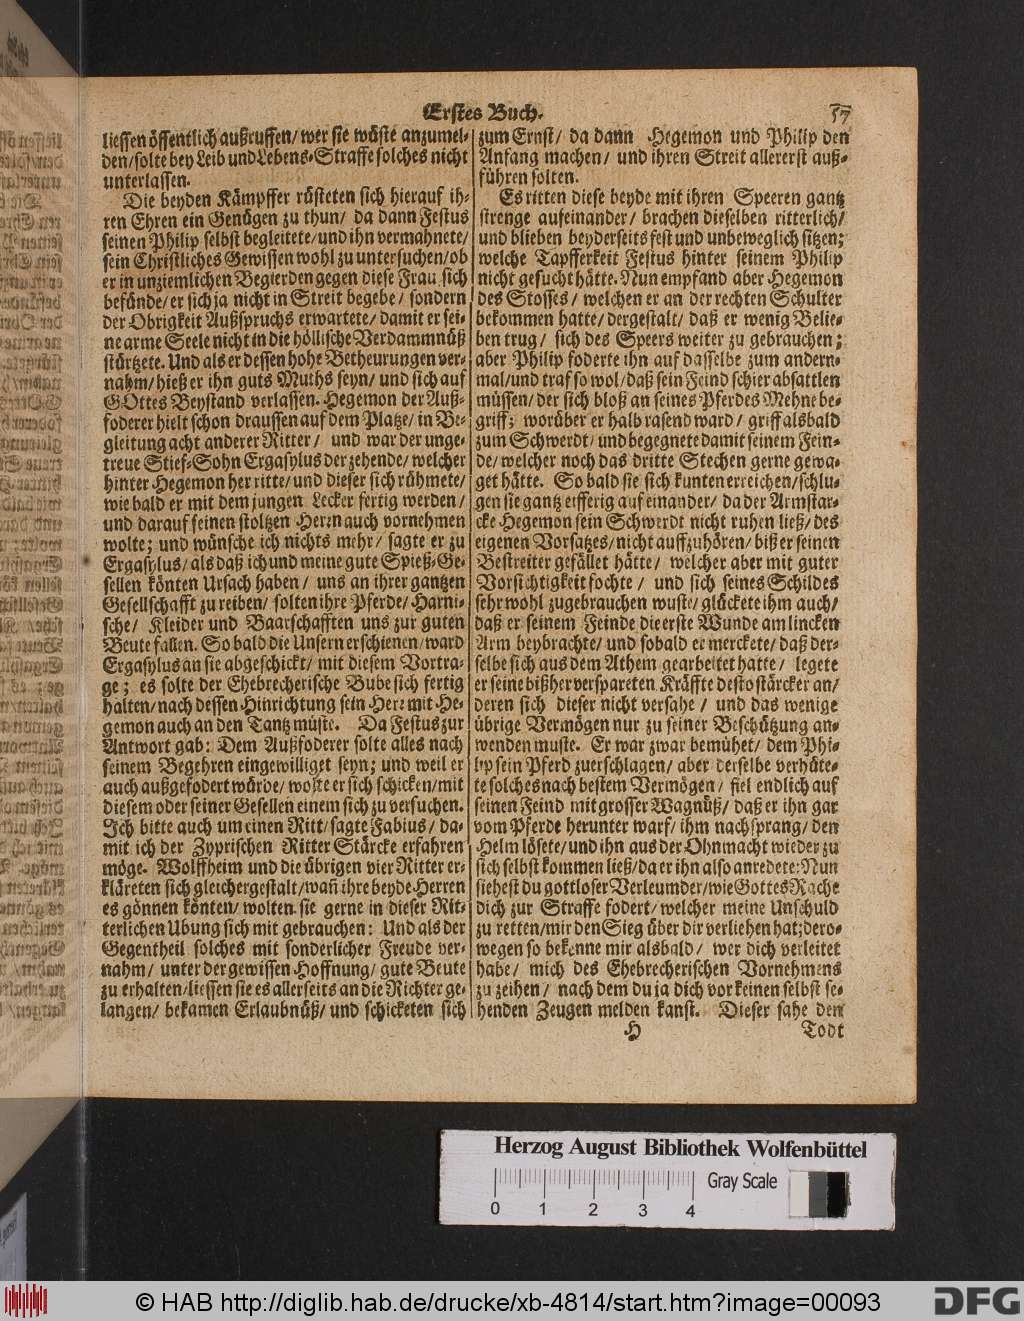 Erstes Buch.
57
liessen öffentlich außruffen/ wer sie wüste anzumel-
den/ solte bey Leib und Lebens-Straffe solches nicht
unterlassen.
Die beyden Kämpffer rüsteten sich hierauf ih-
ren Ehren ein Genügen zu thun/ da dann Festus
seinen Philip selbst begleitete/ und ihn vermahnete/
sein Christliches Gewissen wohl zu untersuchen/ ob
er in unziemlichen Begierden gegen diese Frau sich
befände/ er sich ja nicht in Streit begebe/ sondern
der Obrigkeit Außspruchs erwartete/ damit er sei-
ne arme Seele nicht in die höllische Verdammnüß
stürtzete. Und als er dessen hohe Betheurungen ver-
nahm/ hieß er ihn guts Muths seyn/ und sich auf
GOttes Beystand verlassen. Hegemon der Auß-
foderer hielt schon draussen auf dem Platze/ in Be-
gleitung acht anderer Ritter/ und war der unge-
treue Stief-Sohn Ergasylus der zehende/ welcher
hinter Hegemon her ritte/ und dieser sich rühmete/
wie bald er mit dem jungen Lecker fertig werden/
und darauf seinen stoltzen Herrn auch vornehmen
wolte; und wünsche ich nichts mehr/ sagte er zu
Ergasylus/ als daß ich und meine gute Spieß-Ge-
sellen könten Ursach haben/ uns an ihrer gantzen
Gesellschafft zu reiben/ solten ihre Pferde/ Harni-
sche/ Kleider und Baarschafften uns zur guten
Beute fallen. So bald die Unsern erschienen/ ward
Ergasylus an sie abgeschickt/ mit diesem Vortra-
ge; es solte der Ehebrecherische Bube sich fertig
halten/ nach dessen Hinrichtung sein Herr mit He-
gemon auch an den Tantz müste. Da Festus zur
Antwort gab: Dem Außfoderer solte alles nach
seinem Begehren eingewilliget seyn; und weil er
auch außgefodert würde/ wolte er sich schicken/ mit
diesem oder seiner Gesellen einem sich zu versuchen.
Ich bitte auch um einen Ritt/ sagte Fabius/ da-
mit ich der Zyprischen Ritter Stärcke erfahren
möge. Wolffheim und die übrigen vier Ritter er-
kläreten sich gleichergestalt/ wañ ihre beyde Herren
es gönnen könten/ wolten sie gerne in dieser Rit-
terlichen Ubung sich mit gebrauchen: Und als der
Gegentheil solches mit sonderlicher Freude ver-
nahm/ unter der gewissen Hoffnung/ gute Beute
zu erhalten/ liessen sie es allerseits an die Richter ge-
langen/ bekamen Erlaubnüß/ und schicketen sich
zum Ernst/ da dann Hegemon und Philip den
Anfang machen/ und ihren Streit allererst auß-
führen solten.
Es ritten diese beyde mit ihren Speeren gantz
strenge aufeinander/ brachen dieselben ritterlich/
und blieben beyderseits fest und unbeweglich sitzen;
welche Tapfferkeit Festus hinter seinem Philip
nicht gesucht hätte. Nun empfand aber Hegemon
des Stosses/ welchen er an der rechten Schulter
bekommen hatte/ dergestalt/ daß er wenig Belie-
ben trug/ sich des Speers weiter zu gebrauchen;
aber Philip foderte ihn auf dasselbe zum andern-
mal/ und traf so wol/ daß sein Feind schier absattlen
müssen/ der sich bloß an seines Pferdes Mehne be-
griff; worüber er halb rasend ward/ griff alsbald
zum Schwerdt/ und begegnete damit seinem Fein-
de/ welcher noch das dritte Stechen gerne gewa-
get hätte. So bald sie sich kunten erreichen/ schlu-
gen sie gantz eifferig auf einander/ da der Armstar-
cke Hegemon sein Schwerdt nicht ruhen ließ/ des
eigenen Vorsatzes/ nicht auffzuhören/ biß er seinen
Bestreiter gefället hätte/ welcher aber mit guter
Vorsichtigkeit fochte/ und sich seines Schildes
sehr wohl zugebrauchen wuste/ glückete ihm auch/
daß er seinem Feinde die erste Wunde am lincken
Arm beybrachte/ und sobald er merckete/ daß der-
selbe sich aus dem Athem gearbeitet hatte/ legete
er seine bißher verspareten Kräffte desto stärcker an/
deren sich dieser nicht versahe/ und das wenige
übrige Vermögen nur zu seiner Beschützung an-
wenden muste. Er war zwar bemühet/ dem Phi-
lip sein Pferd zuerschlagen/ aber derselbe verhüte-
te solches nach bestem Vermögen/ fiel endlich auf
seinen Feind mit grosser Wagnüß/ daß er ihn gar
vom Pferde herunter warf/ ihm nachsprang/ den
Helm lösete/ und ihn aus der Ohnmacht wieder zu
sich selbst kommen ließ/ da er ihn also anredete: Nun
siehest du gottloser Verleumder/ wie Gottes Rache
dich zur Straffe fodert/ welcher meine Unschuld
zu retten/ mir den Sieg über dir verliehen hat; dero-
wegen so bekenne mir alsbald/ wer dich verleitet
habe/ mich des Ehebrecherischen Vornehmens
zu zeihen/ nach dem du ja dich vor keinen selbst se-
henden Zeugen melden kanst. Dieser sahe den
H
Todt
Herzog August Bibliothek Wolfenbüttel
Gray Scale
0 1 2 3 4
© HAB http://diglib.hab.de/drucke/xb-4814/start.htm?image=00093
DFG